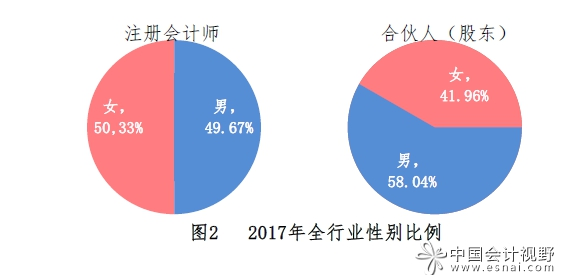 注册会计师
合伙人（股东）
女，
50,33%
男，
49.67%
女，
41.96%
男，
58.04%
图2 2017年全行业性别比例
中国会计视野
www.esnai.com